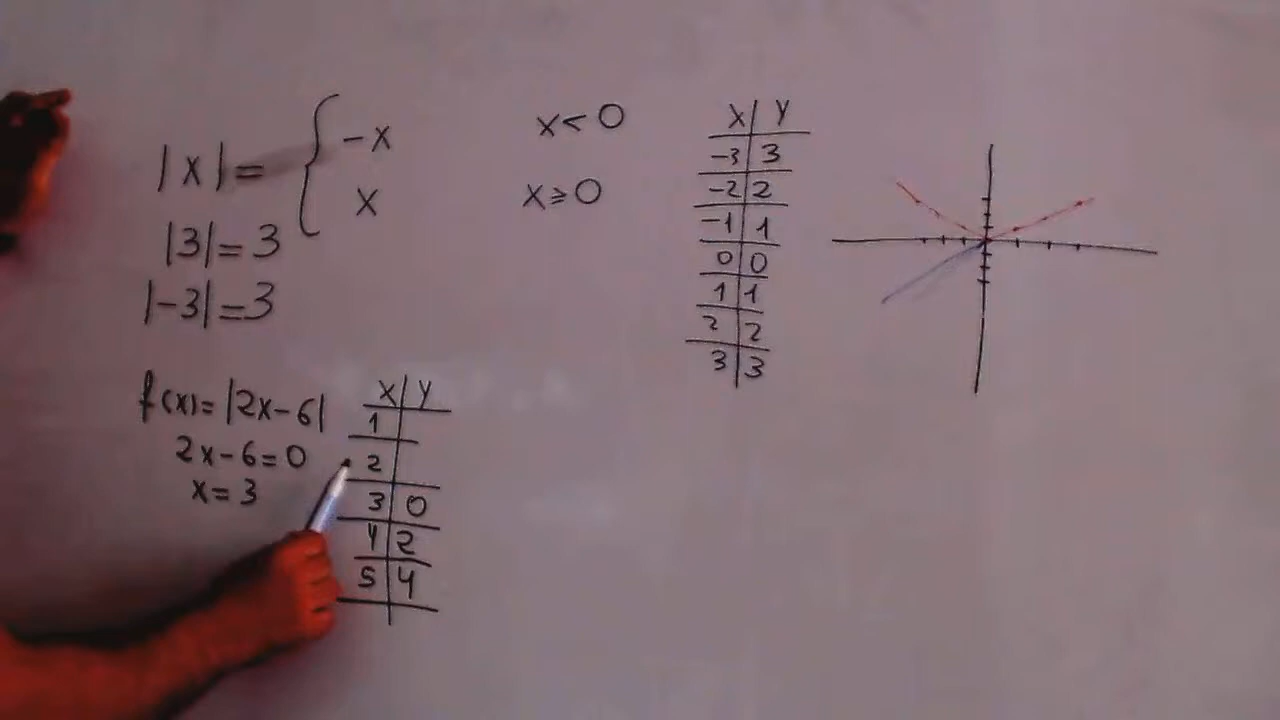 |x| = { -x x<0
x x≥0
|3|=3
|-3|=3
x | y
-3 | 3
-2 | 2
-1 | 1
0 | 0
1 | 1
2 | 2
3 | 3
f(x)=|2x-6|
2x-6=0
x=3
x | y
1 |
2 |
3 | 0
4 | 2
5 | 4